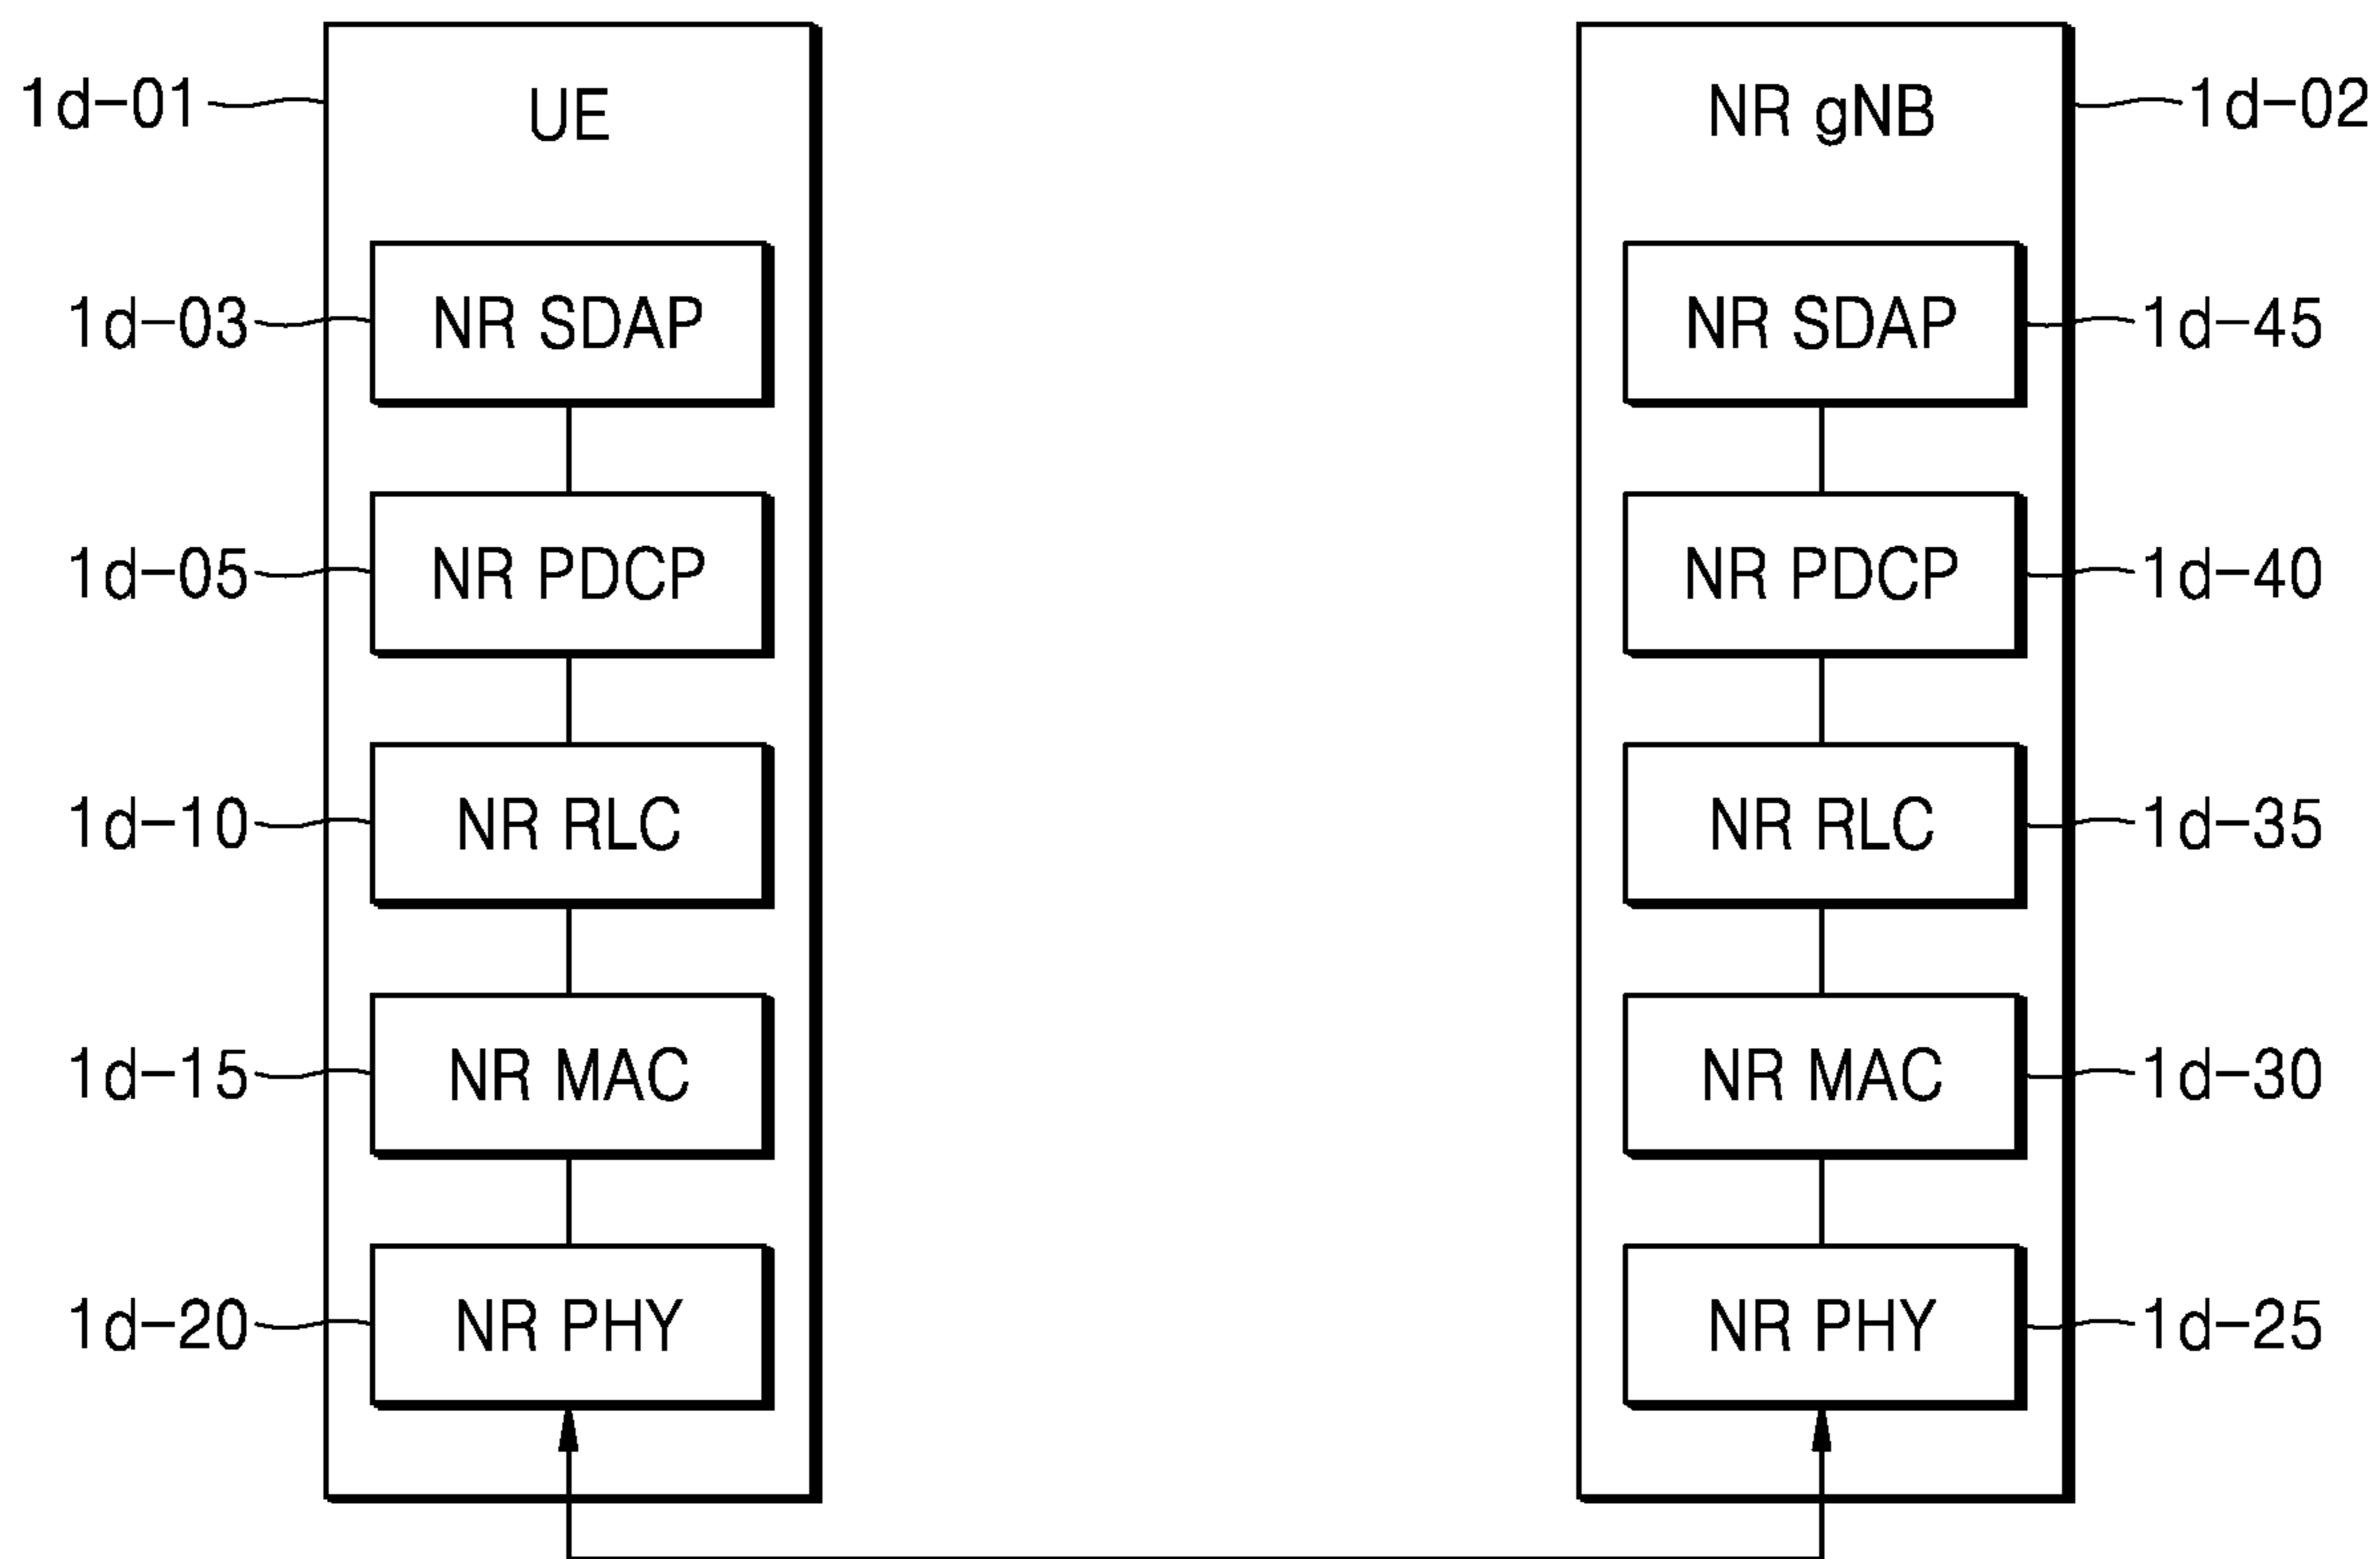 1d-01 UE NR gNB 1d-02
1d-03 NR SDAP NR SDAP 1d-45
1d-05 NR PDCP NR PDCP 1d-40
1d-10 NR RLC NR RLC 1d-35
1d-15 NR MAC NR MAC 1d-30
1d-20 NR PHY NR PHY 1d-25